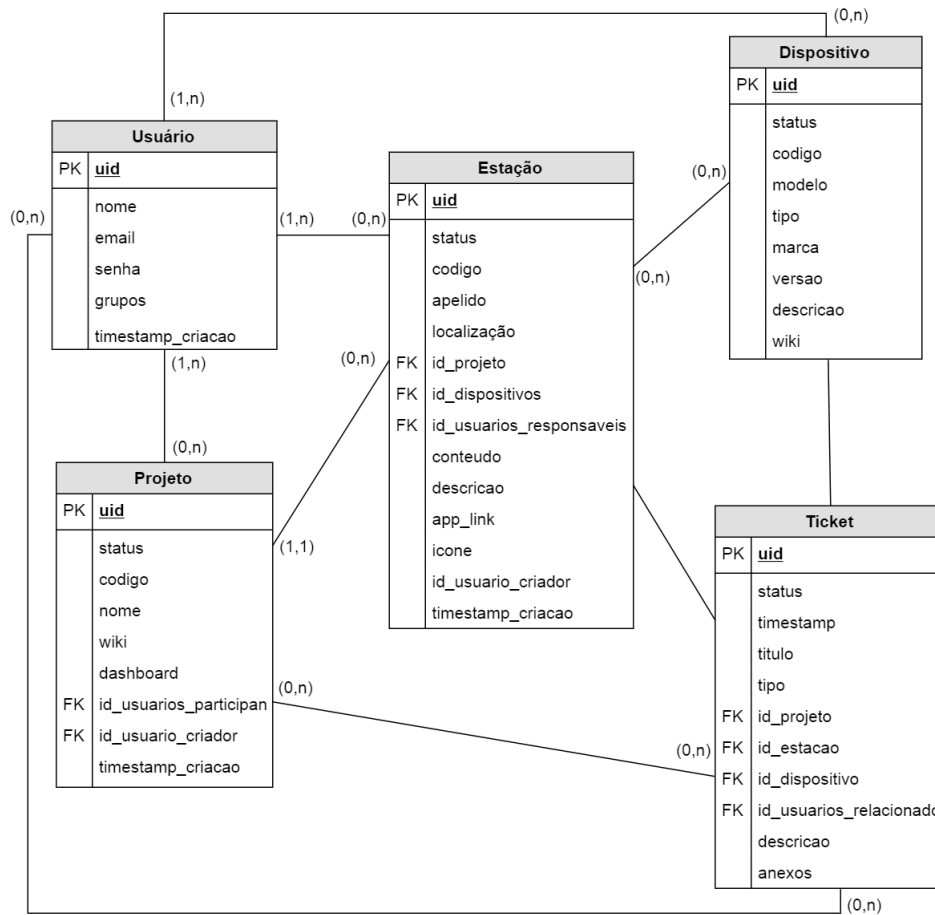 (0,n)
Dispositivo
PK uid
status
codigo
modelo
tipo
marca
versao
descricao
wiki
(1,n)
Usuário
PK uid
nome
email
senha
grupos
timestamp_criacao
(0,n)
(1,n)
(0,n)
(1,n)
(0,n)
Estação
PK uid
status
codigo
apelido
localização
FK id_projeto
FK id_dispositivos
FK id_usuarios_responsaveis
conteudo
descricao
app_link
icone
id_usuario_criador
timestamp_criacao
(0,n)
(0,n)
(0,n)
(1,1)
Projeto
PK uid
status
codigo
nome
wiki
dashboard
FK id_usuarios_participan
FK id_usuario_criador
timestamp_criacao
(0,n)
(0,n)
Ticket
PK uid
status
timestamp
titulo
tipo
FK id_projeto
FK id_estacao
FK id_dispositivo
FK id_usuarios_relacionado
descricao
anexos
(0,n)